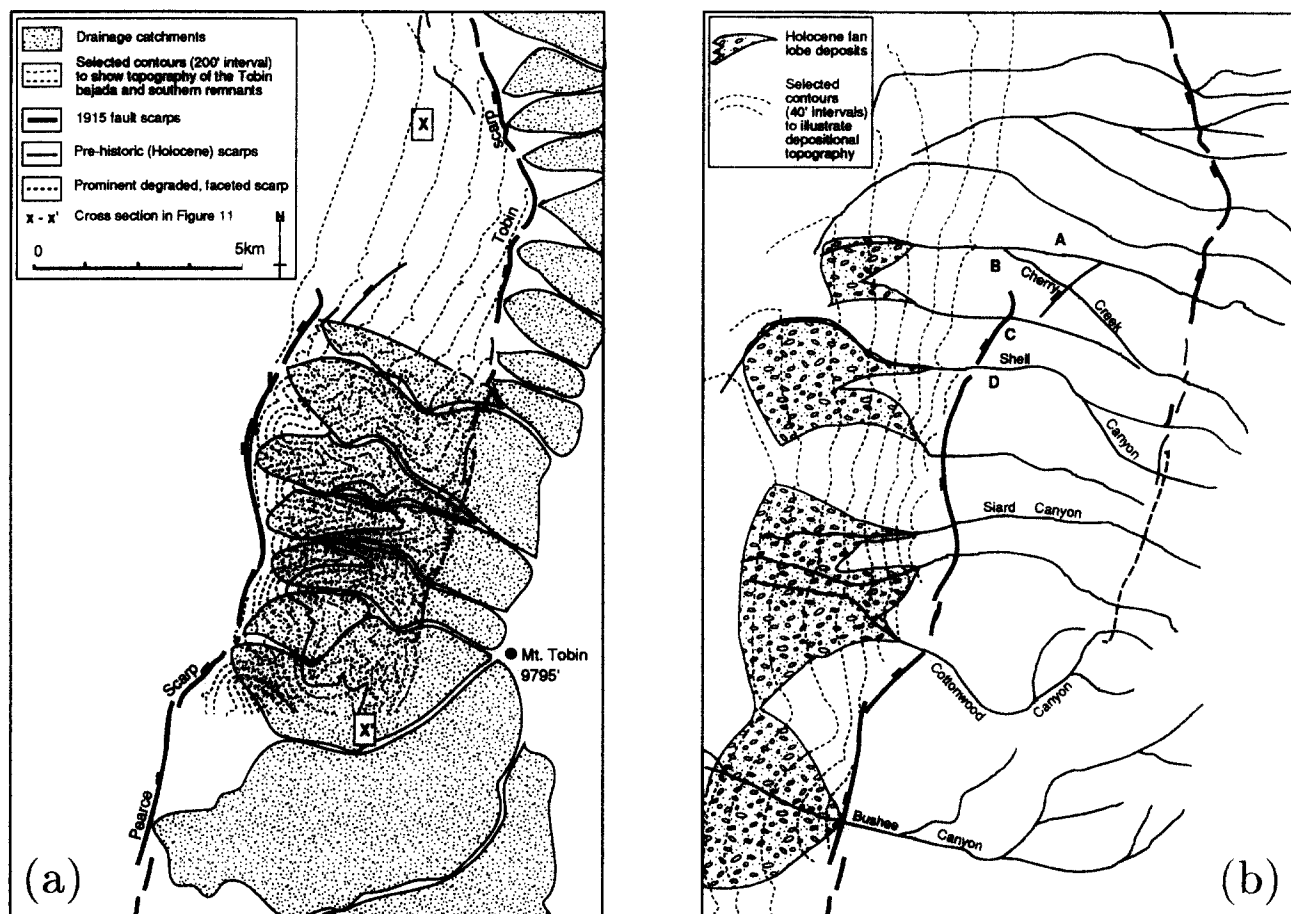 Drainage catchments
Selected contours (200' interval)
to show topography of the Tobin
bajada and southern remnants
1915 fault scarps
Pre-historic (Holocene) scarps
Prominent degraded, faceted scarp
X - X' Cross section in Figure 11
N
0 5km
X
Scarp
Tobin
Mt. Tobin
9795'
Scarp
X'
Pearce
(a)
Holocene fan
lobe deposits
Selected
contours
(40' intervals)
to illustrate
depositional
topography
A
B
Cherry
Creek
C
Shell
D
Canyon
Siard Canyon
Cottonwood
Canyon
Bushee
Canyon
(b)